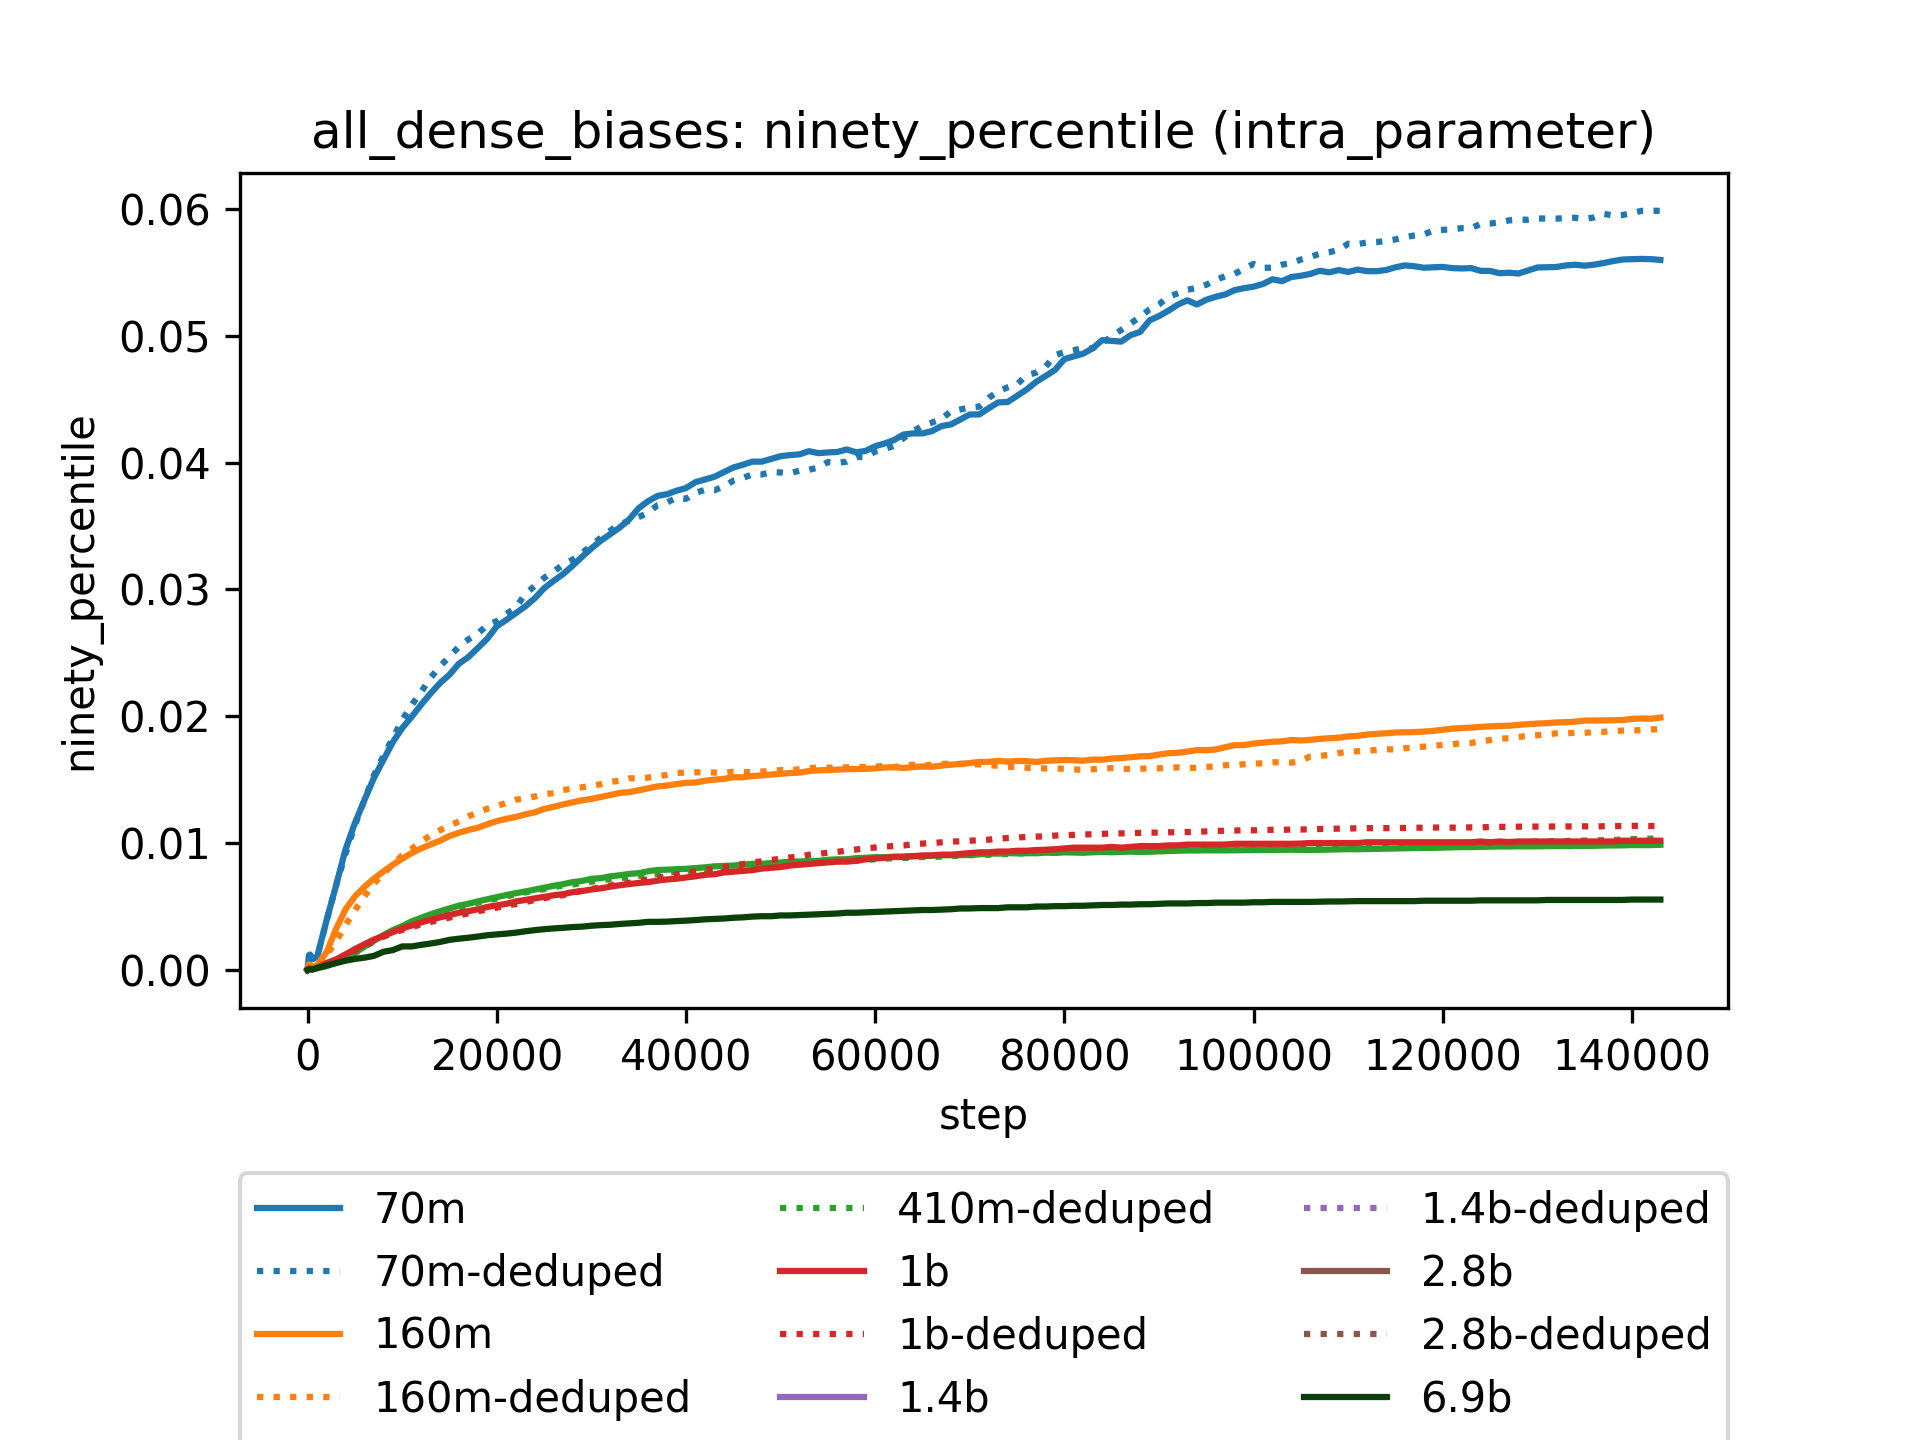 all_dense_biases: ninety_percentile (intra_parameter)
0.06
0.05
0.04
0.03
0.02
0.01
0.00
ninety_percentile
0 20000 40000 60000 80000 100000 120000 140000
step
70m 410m-deduped 1.4b-deduped
70m-deduped 1b 2.8b
160m 1b-deduped 2.8b-deduped
160m-deduped 1.4b 6.9b